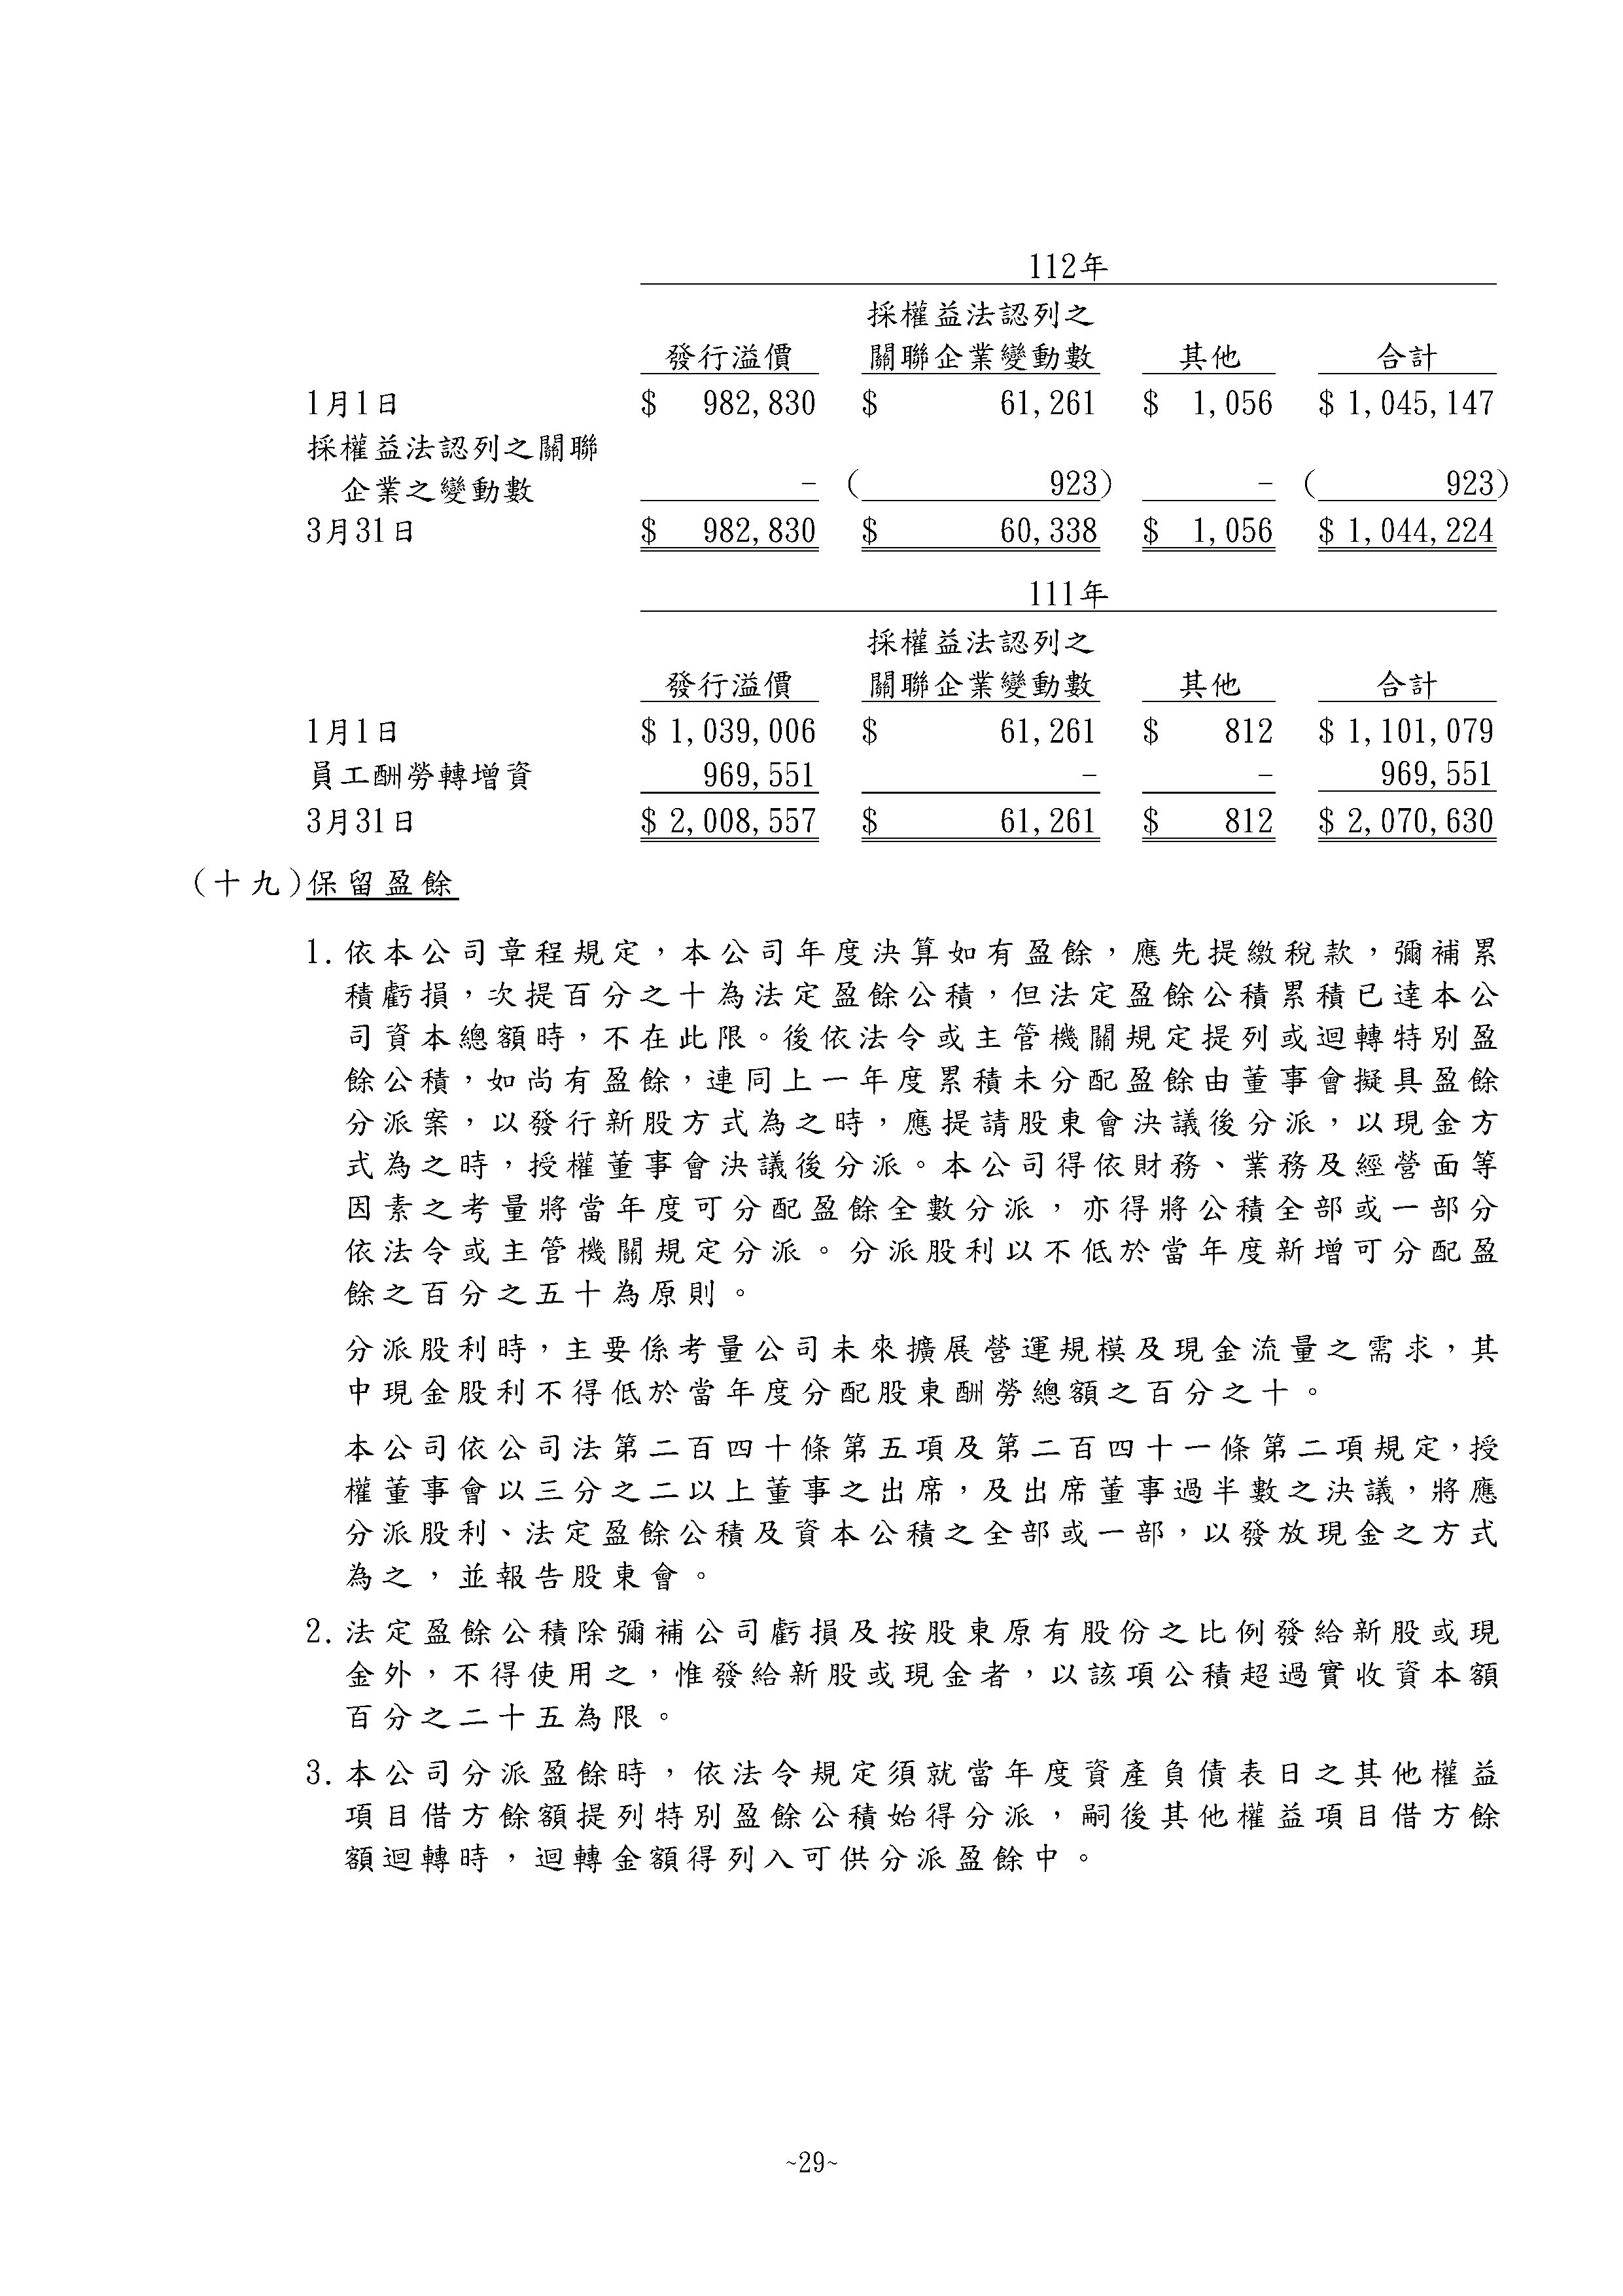 112年
採權益法認列之
發行溢價 關聯企業變動數 其他 合計
1月1日 $ 982,830 $ 61,261 $ 1,056 $ 1,045,147
採權益法認列之關聯
企業之變動數 - ( 923) - ( 923)
3月31日 $ 982,830 $ 60,338 $ 1,056 $ 1,044,224
111年
採權益法認列之
發行溢價 關聯企業變動數 其他 合計
1月1日 $ 1,039,006 $ 61,261 $ 812 $ 1,101,079
員工酬勞轉增資 969,551 - - 969,551
3月31日 $ 2,008,557 $ 61,261 $ 812 $ 2,070,630
(十九)保留盈餘
1.依本公司章程規定，本公司年度決算如有盈餘，應先提繳稅款，彌補累
積虧損，次提百分之十為法定盈餘公積，但法定盈餘公積累積已達本公
司資本總額時，不在此限。後依法令或主管機關規定提列或迴轉特別盈
餘公積，如尚有盈餘，連同上一年度累積未分配盈餘由董事會擬具盈餘
分派案，以發行新股方式為之時，應提請股東會決議後分派，以現金方
式為之時，授權董事會決議後分派。本公司得依財務、業務及經營面等
因素之考量將當年度可分配盈餘全數分派，亦得將公積全部或一部分
依法令或主管機關規定分派。分派股利以不低於當年度新增可分配盈
餘之百分之五十為原則。
分派股利時，主要係考量公司未來擴展營運規模及現金流量之需求，其
中現金股利不得低於當年度分配股東酬勞總額之百分之十。
本公司依公司法第二百四十條第五項及第二百四十一條第二項規定，授
權董事會以三分之二以上董事之出席，及出席董事過半數之決議，將應
分派股利、法定盈餘公積及資本公積之全部或一部，以發放現金之方式
為之，並報告股東會。
2.法定盈餘公積除彌補公司虧損及按股東原有股份之比例發給新股或現
金外，不得使用之，惟發給新股或現金者，以該項公積超過實收資本額
百分之二十五為限。
3.本公司分派盈餘時，依法令規定須就當年度資產負債表日之其他權益
項目借方餘額提列特別盈餘公積始得分派，嗣後其他權益項目借方餘
額迴轉時，迴轉金額得列入可供分派盈餘中。
~29~